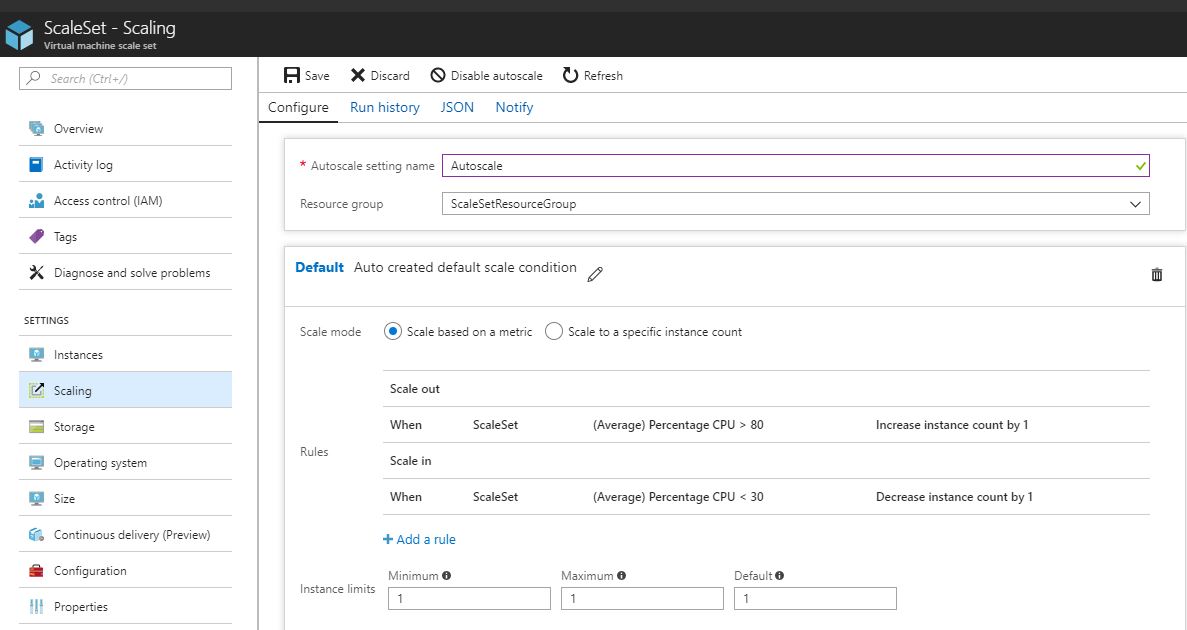 ScaleSet - Scaling
Virtual machine scale set
Search (Ctrl+/)
Overview
Activity log
Access control (IAM)
Tags
Diagnose and solve problems
SETTINGS
Instances
Scaling
Storage
Operating system
Size
Continuous delivery (Preview)
Configuration
Properties
Save Discard Disable autoscale Refresh
Configure Run history JSON Notify
* Autoscale setting name Autoscale
Resource group ScaleSetResourceGroup
Default Auto created default scale condition
Scale mode Scale based on a metric Scale to a specific instance count
Rules
Scale out
When ScaleSet (Average) Percentage CPU > 80 Increase instance count by 1
Scale in
When ScaleSet (Average) Percentage CPU < 30 Decrease instance count by 1
+ Add a rule
Instance limits
Minimum Maximum Default
1 1 1